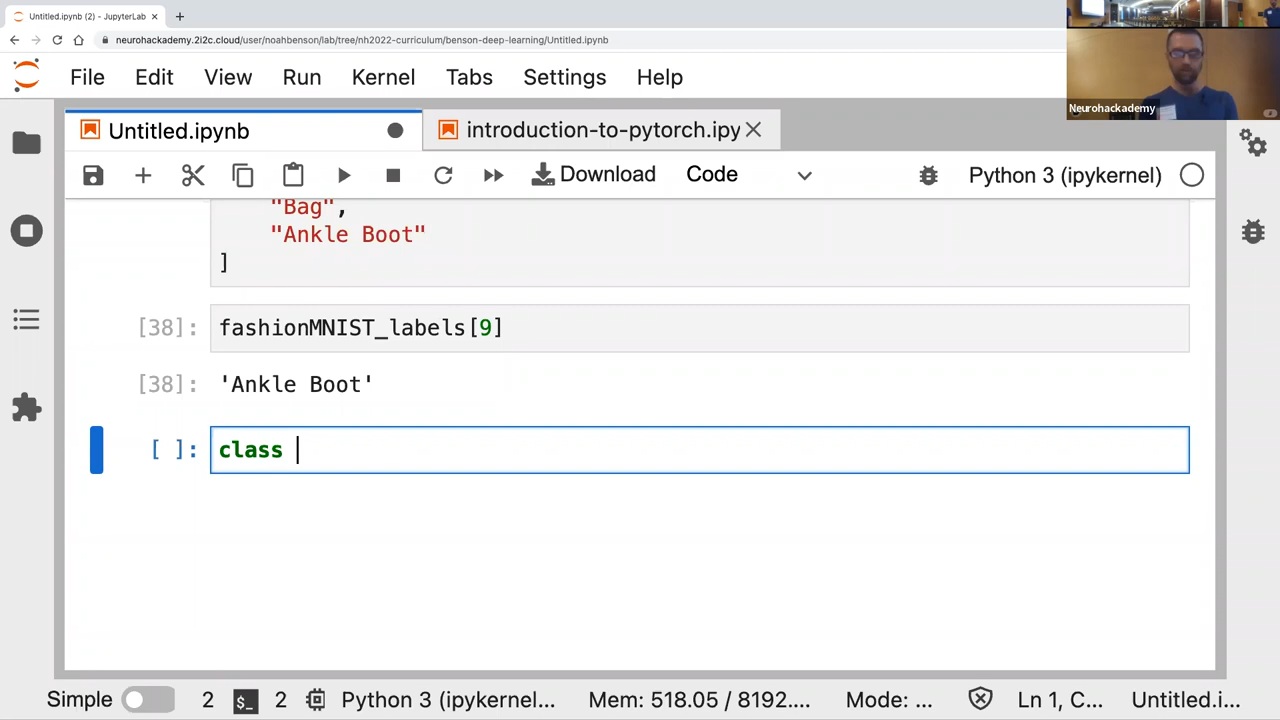 Untitled.ipynb (2) - JupyterLab
neurohackademy.2i2c.cloud/user/noahbenson/lab/tree/nh2022-curriculum/benson-deep-learning/Untitled.ipynb
Neurohackademy
File Edit View Run Kernel Tabs Settings Help
Untitled.ipynb
introduction-to-pytorch.ipy
Download Code Python 3 (ipykernel)
"Bag",
"Ankle Boot"
]
[38]: fashionMNIST_labels[9]
[38]: 'Ankle Boot'
[ ]: class
Simple 2 $_ 2 Python 3 (ipykernel... Mem: 518.05 / 8192.... Mode: ... Ln 1, C... Untitled.i...